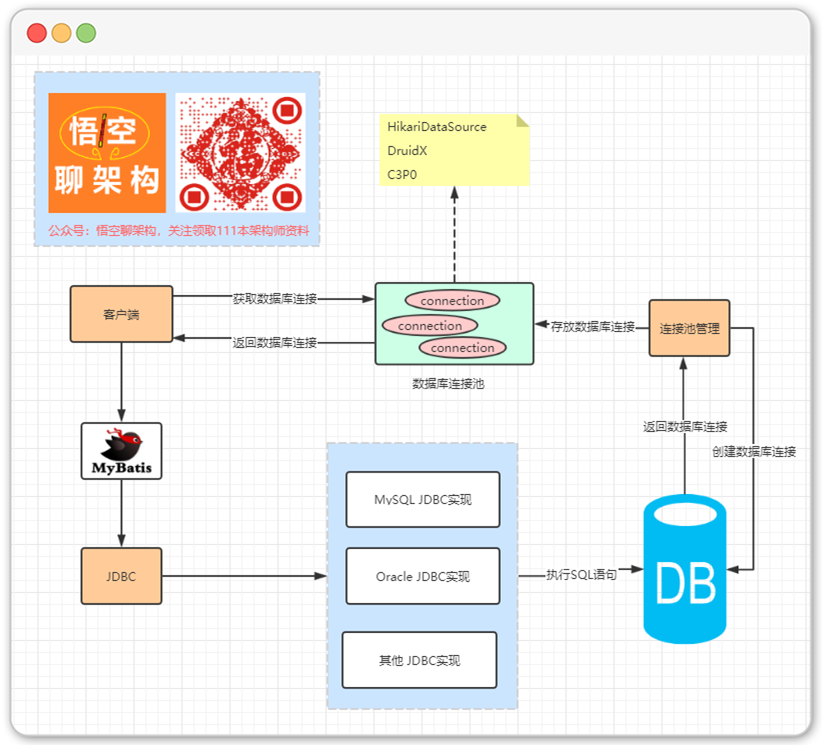 悟空
聊架构
福
公众号：悟空聊架构，关注领取111本架构师资料
HikariDataSource
DruidX
C3P0
客户端
获取数据库连接
返回数据库连接
connection
connection
connection
数据库连接池
存放数据库连接
连接池管理
返回数据库连接
创建数据库连接
MyBatis
JDBC
MySQL JDBC实现
Oracle JDBC实现
其他 JDBC实现
执行SQL语句
DB